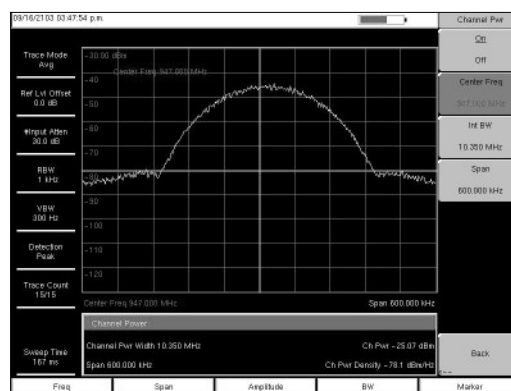 09/16/2103 03:47:54 p.m.
Channel Pwr
Trace Mode
Avg
Ref Lvl Offset
0.0 dB
#Input Atten
30.0 dB
RBW
1 kHz
VBW
300 Hz
Detection
Peak
Trace Count
15/15
Sweep Time
167 ms
-30.00 dBm
Center Freq 947.000 MHz
-40
-50
-60
-70
-80
-90
-100
-110
-120
Center Freq 947.000 MHz
Span 600.000 kHz
Channel Power
Channel Pwr Width 10.350 MHz
Ch Pwr -25.07 dBm
Span 600.000 kHz
Ch Pwr Density -78.1 dBm/Hz
On
Off
Center Freq
947.000 MHz
Int BW
10.350 MHz
Span
600.000 kHz
Back
Freq
Span
Amplitude
BW
Marker